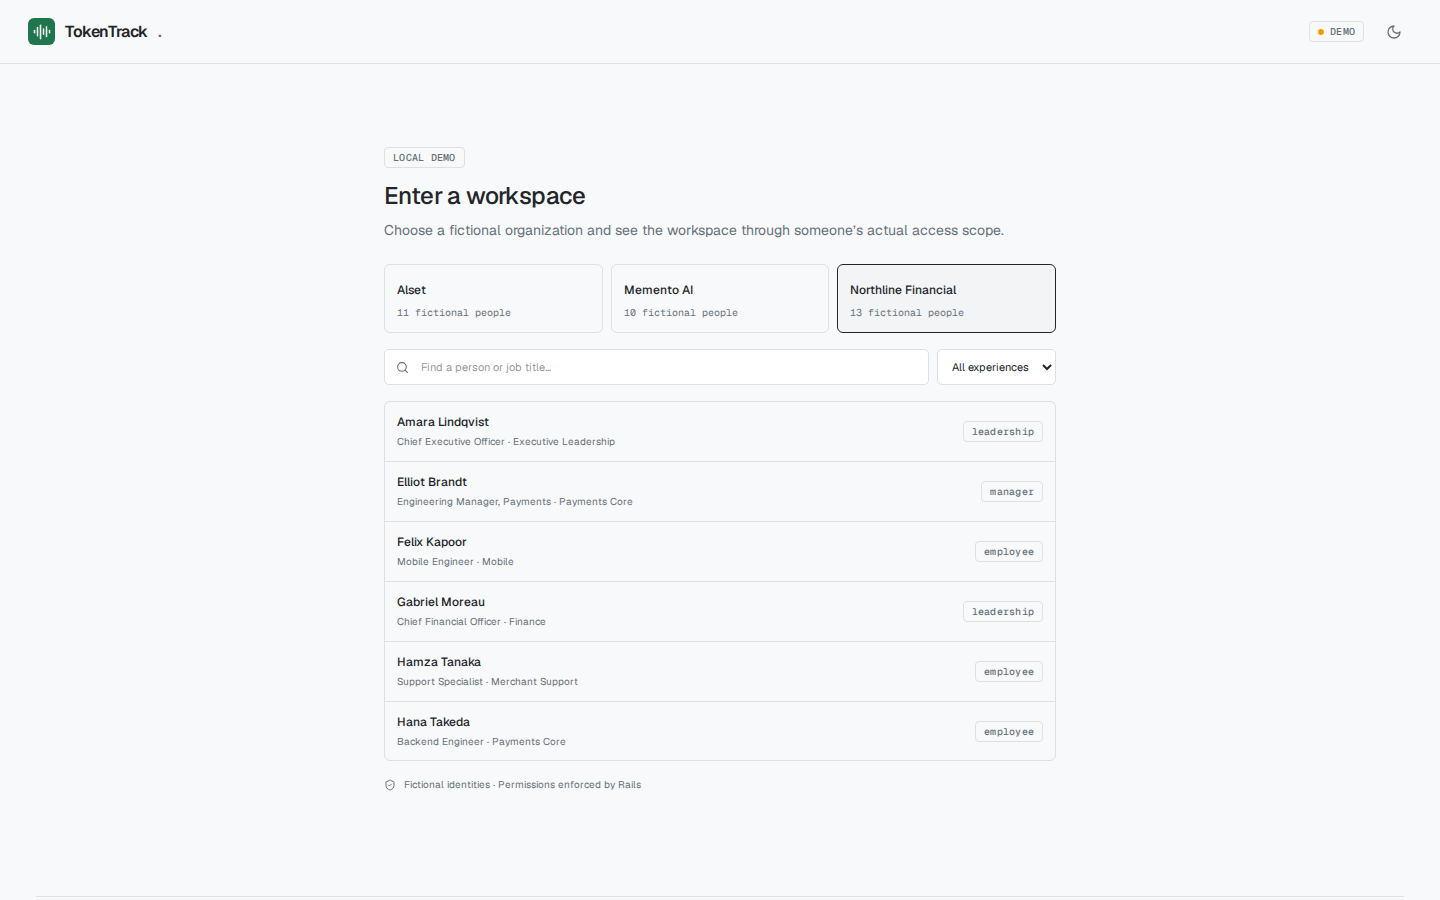 TokenTrack .
DEMO
LOCAL DEMO
Enter a workspace
Choose a fictional organization and see the workspace through someone's actual access scope.
Alset
11 fictional people
Memento AI
10 fictional people
Northline Financial
13 fictional people
Find a person or job title...
All experiences
Amara Lindqvist
Chief Executive Officer · Executive Leadership
leadership
Elliot Brandt
Engineering Manager, Payments · Payments Core
manager
Felix Kapoor
Mobile Engineer · Mobile
employee
Gabriel Moreau
Chief Financial Officer · Finance
leadership
Hamza Tanaka
Support Specialist · Merchant Support
employee
Hana Takeda
Backend Engineer · Payments Core
employee
Fictional identities · Permissions enforced by Rails